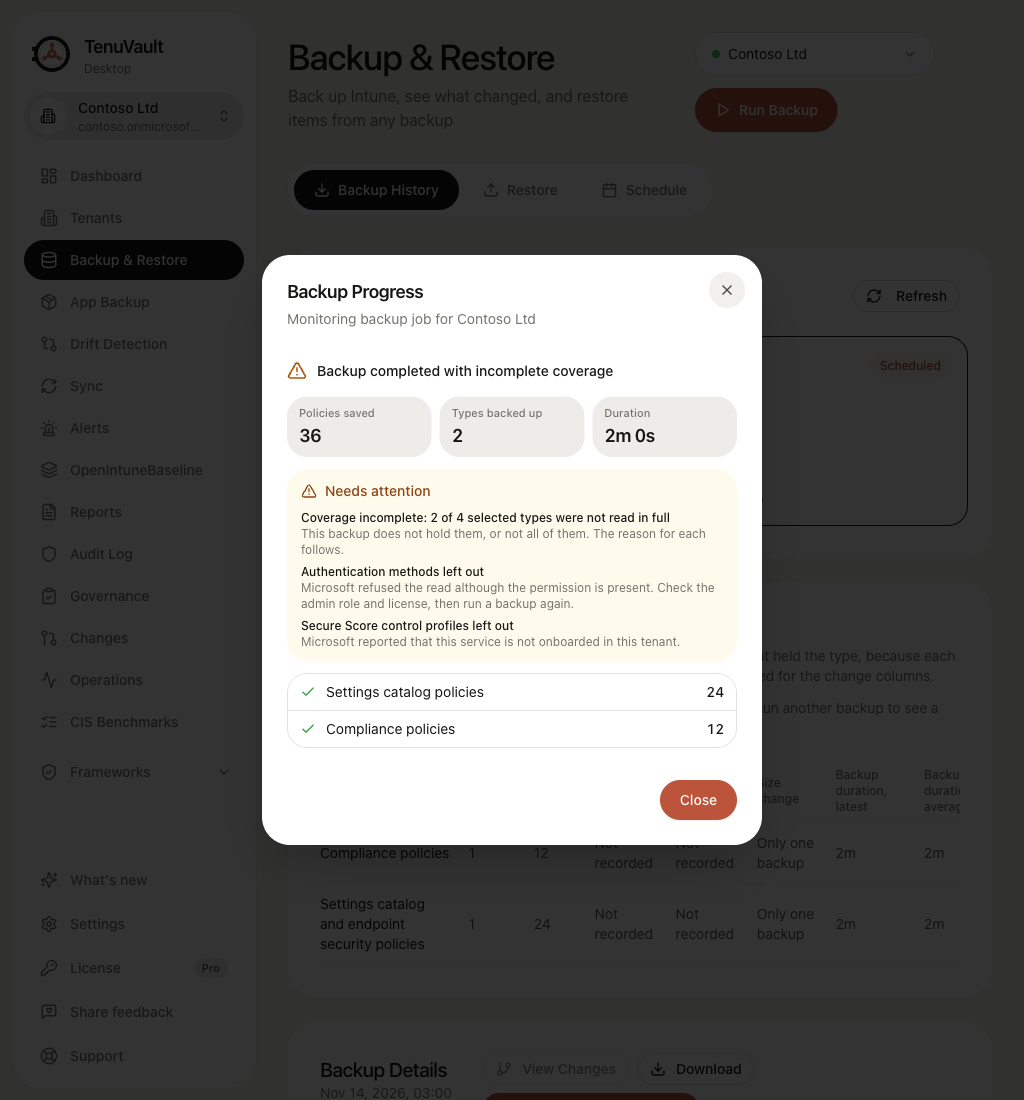 TenuVault
Desktop
Contoso Ltd
contoso.onmicrosof...
Dashboard
Tenants
Backup & Restore
App Backup
Drift Detection
Sync
Alerts
OpenIntuneBaseline
Reports
Audit Log
Governance
Changes
Operations
CIS Benchmarks
Frameworks
What's new
Settings
License
Pro
Share feedback
Support
Backup & Restore
Back up Intune, see what changed, and restore
items from any backup
Contoso Ltd
Run Backup
Backup History
Restore
Schedule
Refresh
Scheduled
Backup Progress
Monitoring backup job for Contoso Ltd
Backup completed with incomplete coverage
Policies saved
36
Types backed up
2
Duration
2m 0s
Needs attention
Coverage incomplete: 2 of 4 selected types were not read in full
This backup does not hold them, or not all of them. The reason for each
follows.
Authentication methods left out
Microsoft refused the read although the permission is present. Check the
admin role and license, then run a backup again.
Secure Score control profiles left out
Microsoft reported that this service is not onboarded in this tenant.
Settings catalog policies 24
Compliance policies 12
Close
held the type, because each
for the change columns.
another backup to see a
Backup
duration,
latest
Compliance policies 1 12 Not recorded Not recorded Only one backup 2m 2m
Settings catalog
and endpoint
security policies
1 24 Not recorded Not recorded Only one backup 2m 2m
Backup Details
Nov 14, 2026, 03:00
View Changes
Download